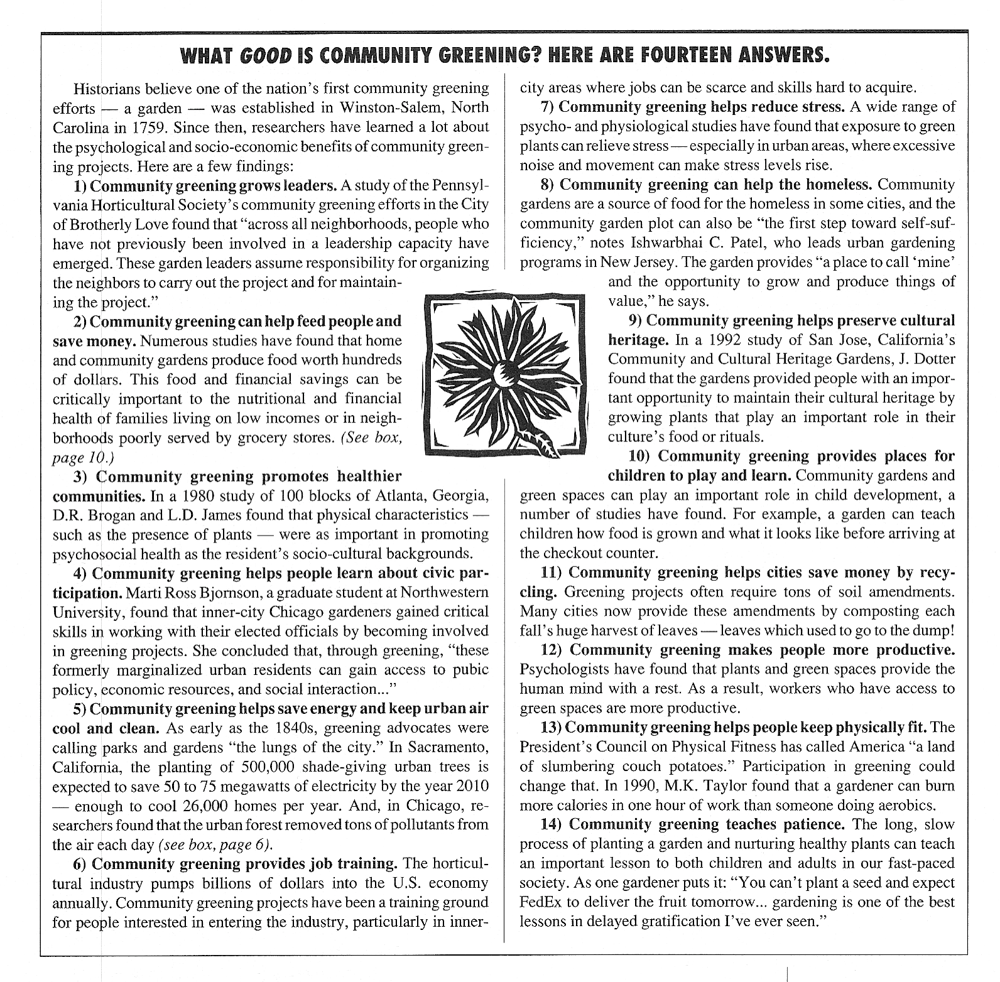 WHAT GOOD IS COMMUNITY GREENING? HERE ARE FOURTEEN ANSWERS.
Historians believe one of the nation's first community greening
efforts — a garden — was established in Winston-Salem, North
Carolina in 1759. Since then, researchers have learned a lot about
the psychological and socio-economic benefits of community green-
ing projects. Here are a few findings:
1) Community greening grows leaders. A study of the Pennsyl-
vania Horticultural Society's community greening efforts in the City
of Brotherly Love found that "across all neighborhoods, people who
have not previously been involved in a leadership capacity have
emerged. These garden leaders assume responsibility for organizing
the neighbors to carry out the project and for maintain-
ing the project."
2) Community greening can help feed people and
save money. Numerous studies have found that home
and community gardens produce food worth hundreds
of dollars. This food and financial savings can be
critically important to the nutritional and financial
health of families living on low incomes or in neigh-
borhoods poorly served by grocery stores. (See box,
page 10.)
3) Community greening promotes healthier
communities. In a 1980 study of 100 blocks of Atlanta, Georgia,
D.R. Brogan and L.D. James found that physical characteristics —
such as the presence of plants — were as important in promoting
psychosocial health as the resident's socio-cultural backgrounds.
4) Community greening helps people learn about civic par-
ticipation. Marti Ross Bjornson, a graduate student at Northwestern
University, found that inner-city Chicago gardeners gained critical
skills in working with their elected officials by becoming involved
in greening projects. She concluded that, through greening, "these
formerly marginalized urban residents can gain access to pubic
policy, economic resources, and social interaction..."
5) Community greening helps save energy and keep urban air
cool and clean. As early as the 1840s, greening advocates were
calling parks and gardens "the lungs of the city." In Sacramento,
California, the planting of 500,000 shade-giving urban trees is
expected to save 50 to 75 megawatts of electricity by the year 2010
— enough to cool 26,000 homes per year. And, in Chicago, re-
searchers found that the urban forest removed tons of pollutants from
the air each day (see box, page 6).
6) Community greening provides job training. The horticul-
tural industry pumps billions of dollars into the U.S. economy
annually. Community greening projects have been a training ground
for people interested in entering the industry, particularly in inner-
city areas where jobs can be scarce and skills hard to acquire.
7) Community greening helps reduce stress. A wide range of
psycho- and physiological studies have found that exposure to green
plants can relieve stress — especially in urban areas, where excessive
noise and movement can make stress levels rise.
8) Community greening can help the homeless. Community
gardens are a source of food for the homeless in some cities, and the
community garden plot can also be "the first step toward self-suf-
ficiency," notes Ishwarbhai C. Patel, who leads urban gardening
programs in New Jersey. The garden provides "a place to call 'mine'
and the opportunity to grow and produce things of
value," he says.
9) Community greening helps preserve cultural
heritage. In a 1992 study of San Jose, California's
Community and Cultural Heritage Gardens, J. Dotter
found that the gardens provided people with an impor-
tant opportunity to maintain their cultural heritage by
growing plants that play an important role in their
culture's food or rituals.
10) Community greening provides places for
children to play and learn. Community gardens and
green spaces can play an important role in child development, a
number of studies have found. For example, a garden can teach
children how food is grown and what it looks like before arriving at
the checkout counter.
11) Community greening helps cities save money by recy-
cling. Greening projects often require tons of soil amendments.
Many cities now provide these amendments by composting each
fall's huge harvest of leaves — leaves which used to go to the dump!
12) Community greening makes people more productive.
Psychologists have found that plants and green spaces provide the
human mind with a rest. As a result, workers who have access to
green spaces are more productive.
13) Community greening helps people keep physically fit. The
President's Council on Physical Fitness has called America "a land
of slumbering couch potatoes." Participation in greening could
change that. In 1990, M.K. Taylor found that a gardener can burn
more calories in one hour of work than someone doing aerobics.
14) Community greening teaches patience. The long, slow
process of planting a garden and nurturing healthy plants can teach
an important lesson to both children and adults in our fast-paced
society. As one gardener puts it: "You can't plant a seed and expect
FedEx to deliver the fruit tomorrow... gardening is one of the best
lessons in delayed gratification I've ever seen."